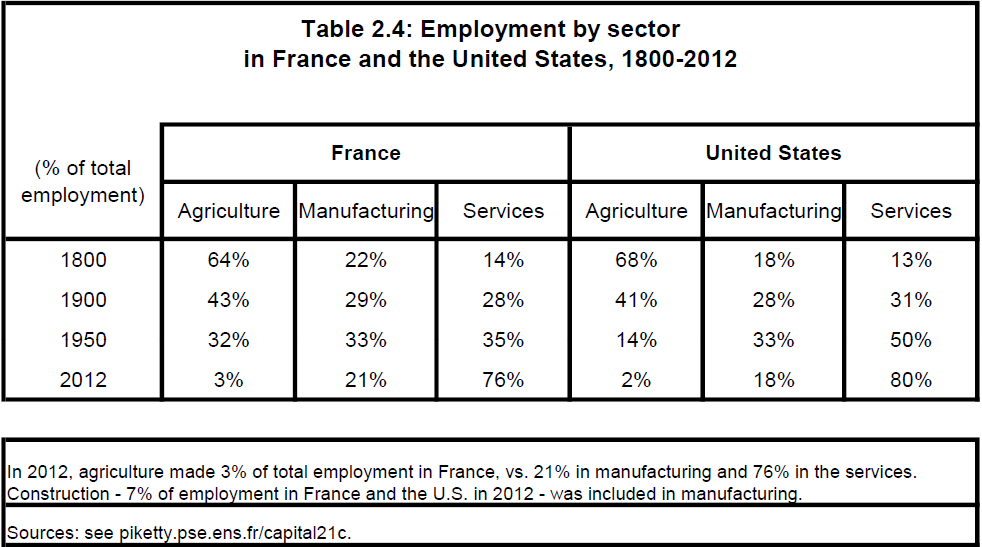 Table 2.4: Employment by sector
in France and the United States, 1800-2012
(% of total
employment)
France United States
Agriculture Manufacturing Services Agriculture Manufacturing Services
1800 64% 22% 14% 68% 18% 13%
1900 43% 29% 28% 41% 28% 31%
1950 32% 33% 35% 14% 33% 50%
2012 3% 21% 76% 2% 18% 80%
In 2012, agriculture made 3% of total employment in France, vs. 21% in manufacturing and 76% in the services.
Construction - 7% of employment in France and the U.S. in 2012 - was included in manufacturing.
Sources: see piketty.pse.ens.fr/capital21c.